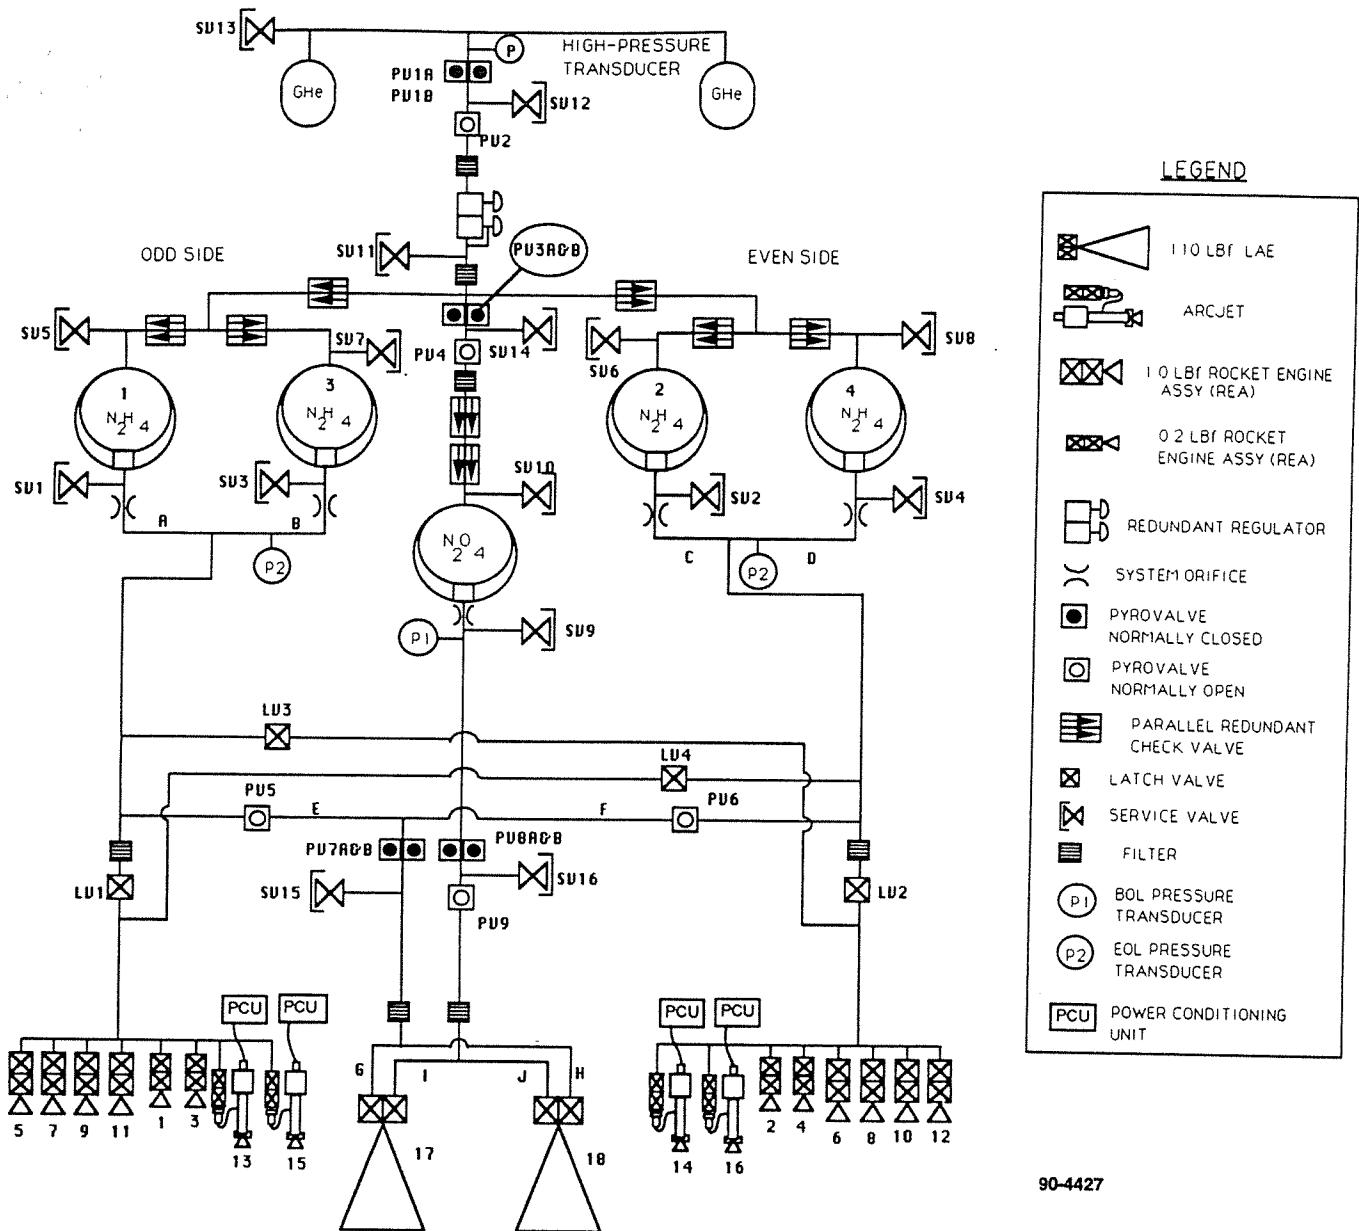 SV13
P
HIGH-PRESSURE
TRANSDUCER
GHe
GHe
PV1A
PV1B
SV12
PV2
SV11
PV3A&B
ODD SIDE
EVEN SIDE
SV5
SV7
PV4
SV14
SV6
SV8
1
N2H4
3
N2H4
2
N2H4
4
N2H4
SV1
SV3
SV10
SV2
SV4
N2O4
A
B
C
D
P2
P2
P1
SV9
LV3
LV4
PV5
E
F
PV6
PV7A&B
PV8A&B
SV15
SV16
LV1
LV2
PV9
PCU
PCU
PCU
PCU
G
I
J
H
5
7
9
11
1
3
13
15
17
18
14
16
2
4
6
8
10
12
LEGEND
110 LBf LAE
ARCJET
1.0 LBf ROCKET ENGINE
ASSY (REA)
0.2 LBf ROCKET
ENGINE ASSY (REA)
REDUNDANT REGULATOR
SYSTEM ORIFICE
PYROVALVE
NORMALLY CLOSED
PYROVALVE
NORMALLY OPEN
PARALLEL REDUNDANT
CHECK VALVE
LATCH VALVE
SERVICE VALVE
FILTER
P1
BOL PRESSURE
TRANSDUCER
P2
EOL PRESSURE
TRANSDUCER
PCU
POWER CONDITIONING
UNIT
90-4427